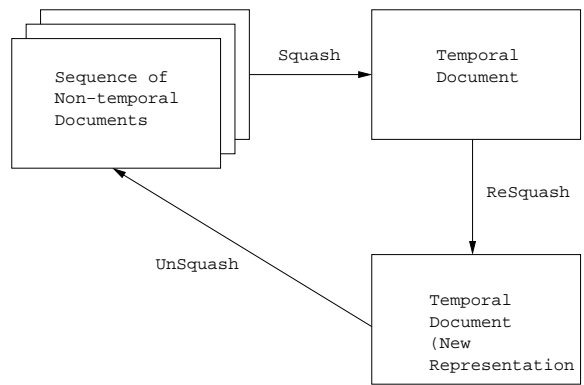 Sequence of
Non-temporal
Documents
Squash
Temporal
Document
ReSquash
UnSquash
Temporal
Document
(New
Representation